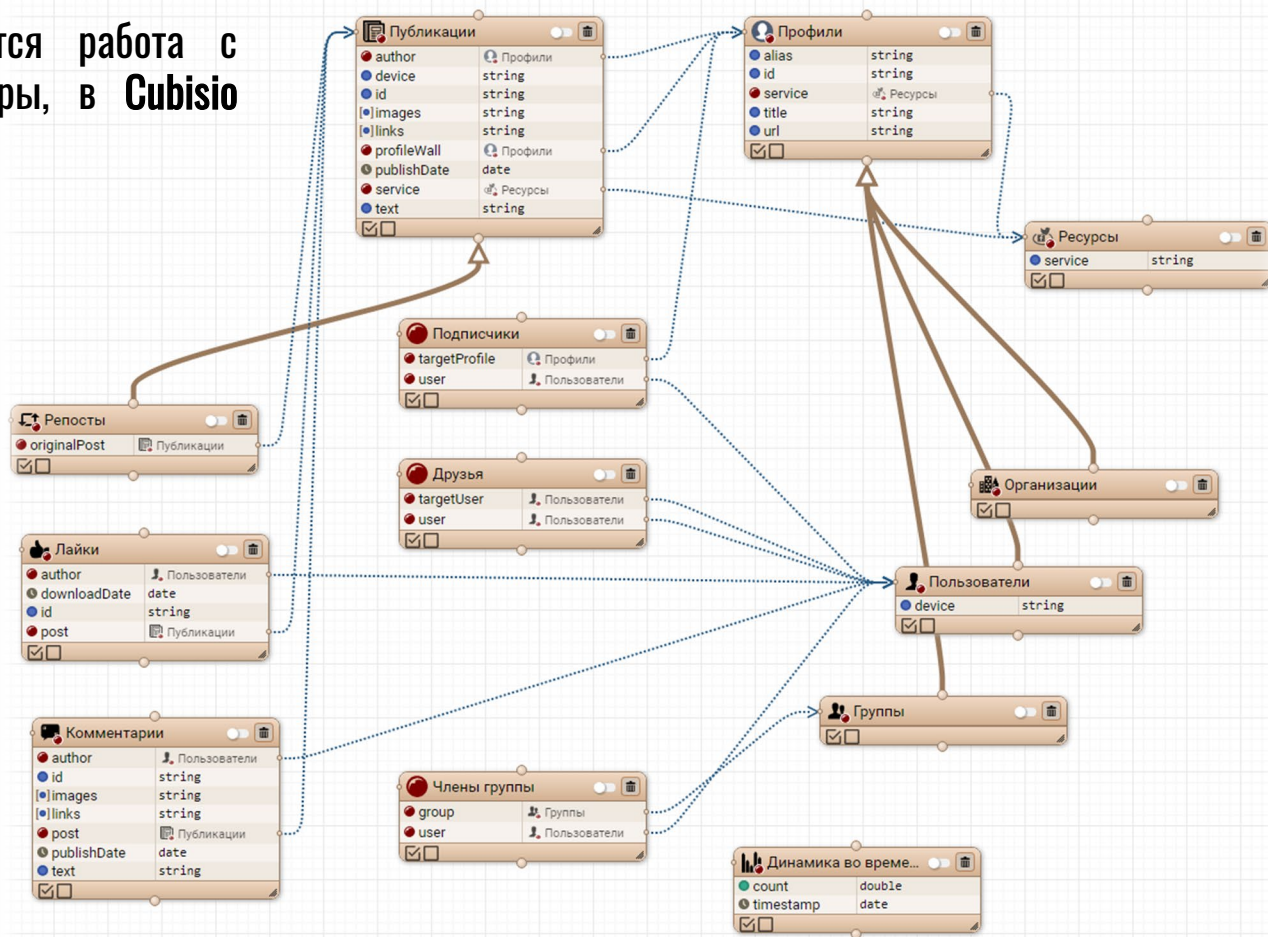 тся работа с
ры, в Cubisio
Публикации
author Профили
device string
id string
[•]images string
[•]links string
profileWall Профили
publishDate date
service Ресурсы
text string
Профили
alias string
id string
service Ресурсы
title string
url string
Ресурсы
service string
Подписчики
targetProfile Профили
user Пользователи
Репосты
originalPost Публикации
Друзья
targetUser Пользователи
user Пользователи
Организации
Лайки
author Пользователи
downloadDate date
id string
post Публикации
Пользователи
device string
Группы
Комментарии
author Пользователи
id string
[•]images string
[•]links string
post Публикации
publishDate date
text string
Члены группы
group Группы
user Пользователи
Динамика во време...
count double
timestamp date